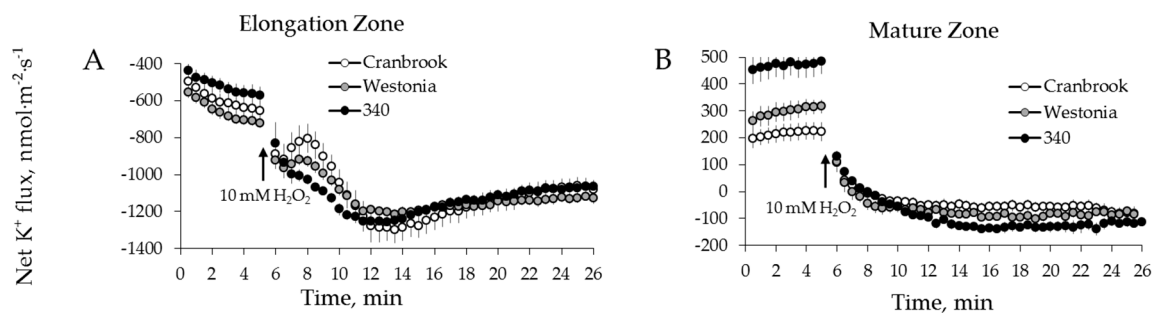 Elongation Zone
Mature Zone
A
B
Net K+ flux, nmol·m-2·s-1
-400
-600
-800
-1000
-1200
-1400
Cranbrook
Westonia
340
10 mM H2O2
0 2 4 6 8 10 12 14 16 18 20 22 24 26
Time, min
500
400
300
200
100
0
-100
-200
Cranbrook
Westonia
340
10 mM H2O2
0 2 4 6 8 10 12 14 16 18 20 22 24 26
Time, min